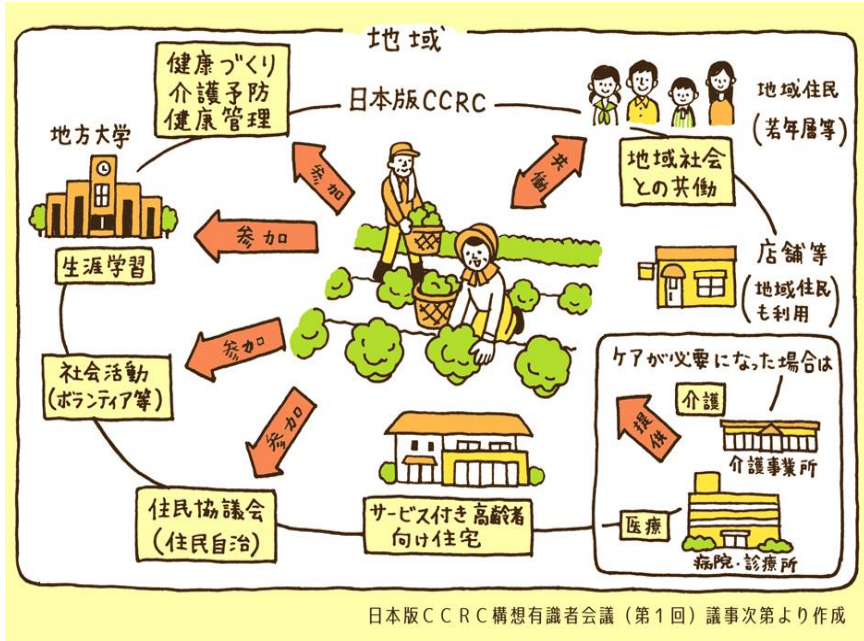 地域
日本版CCRC
健康づくり
介護予防
健康管理
地方大学
生涯学習
社会活動
(ボランティア等)
住民協議会
(住民自治)
サービス付き高齢者
向け住宅
参加
参加
参加
参加
共働
地域住民
(若年層等)
地域社会
との共働
店舗等
(地域住民
も利用)
ケアが必要になった場合は
介護
提供
介護事業所
医療
病院・診療所
日本版CCRC構想有識者会議(第1回)議事次第より作成